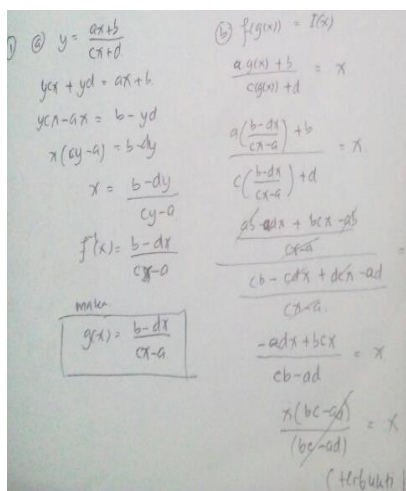 1) a) y = (ax+b)/(cx+d)
ycx + yd = ax + b
ycx - ax = b - yd
x(cy-a) = b-dy
x = (b-dy)/(cy-a)
f⁻¹(x) = (b-dx)/(cx-a)
maka
g(x) = (b-dx)/(cx-a)
b) f(g(x)) = I(x)
(a g(x) + b)/(c(g(x)) + d) = x
(a((b-dx)/(cx-a)) + b)/(c((b-dx)/(cx-a)) + d) = x
((ab - adx + bcx - ab)/(cx-a))/((cb - cdx + dcx - ad)/(cx-a)) =
(-adx + bcx)/(cb-ad) = x
(x(bc-ad))/((bc-ad)) = x
(terbukti)